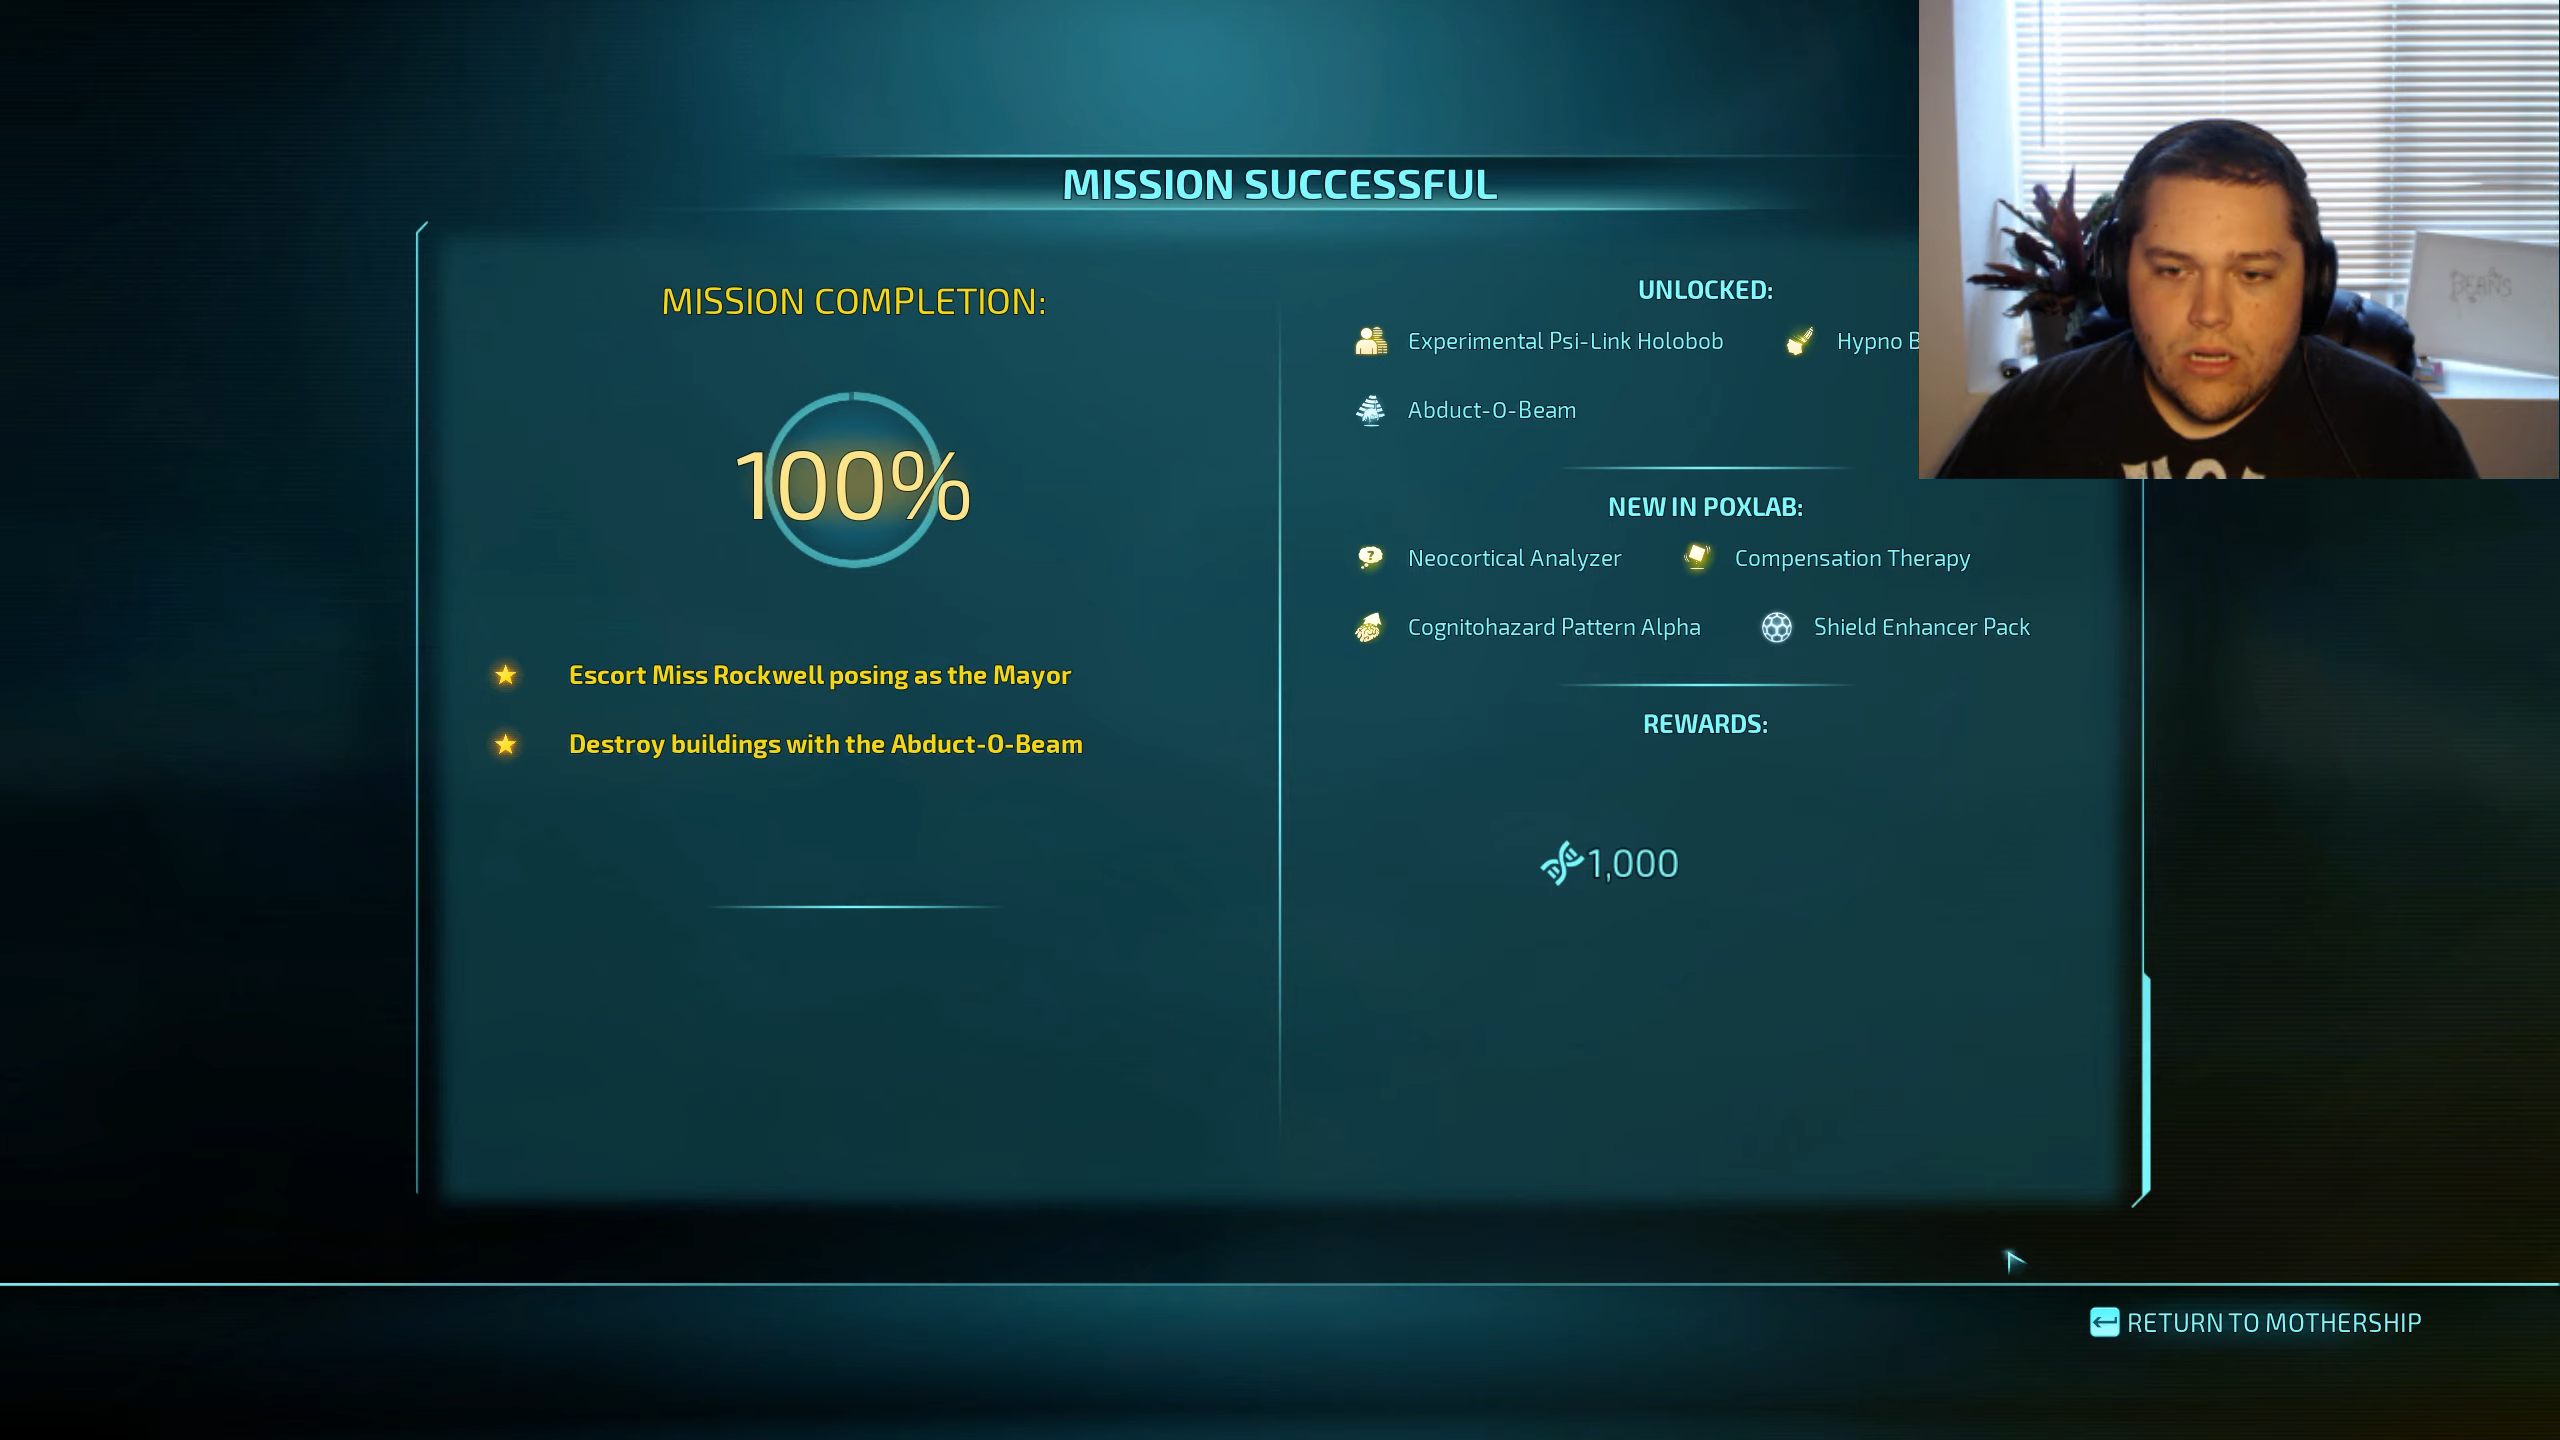 MISSION SUCCESSFUL
MISSION COMPLETION:
100%
Escort Miss Rockwell posing as the Mayor
Destroy buildings with the Abduct-O-Beam
UNLOCKED:
Experimental Psi-Link Holobob Hypno
Abduct-O-Beam
NEW IN POXLAB:
? Neocortical Analyzer Compensation Therapy
Cognitohazard Pattern Alpha Shield Enhancer Pack
REWARDS:
1,000
RETURN TO MOTHERSHIP
BEANS